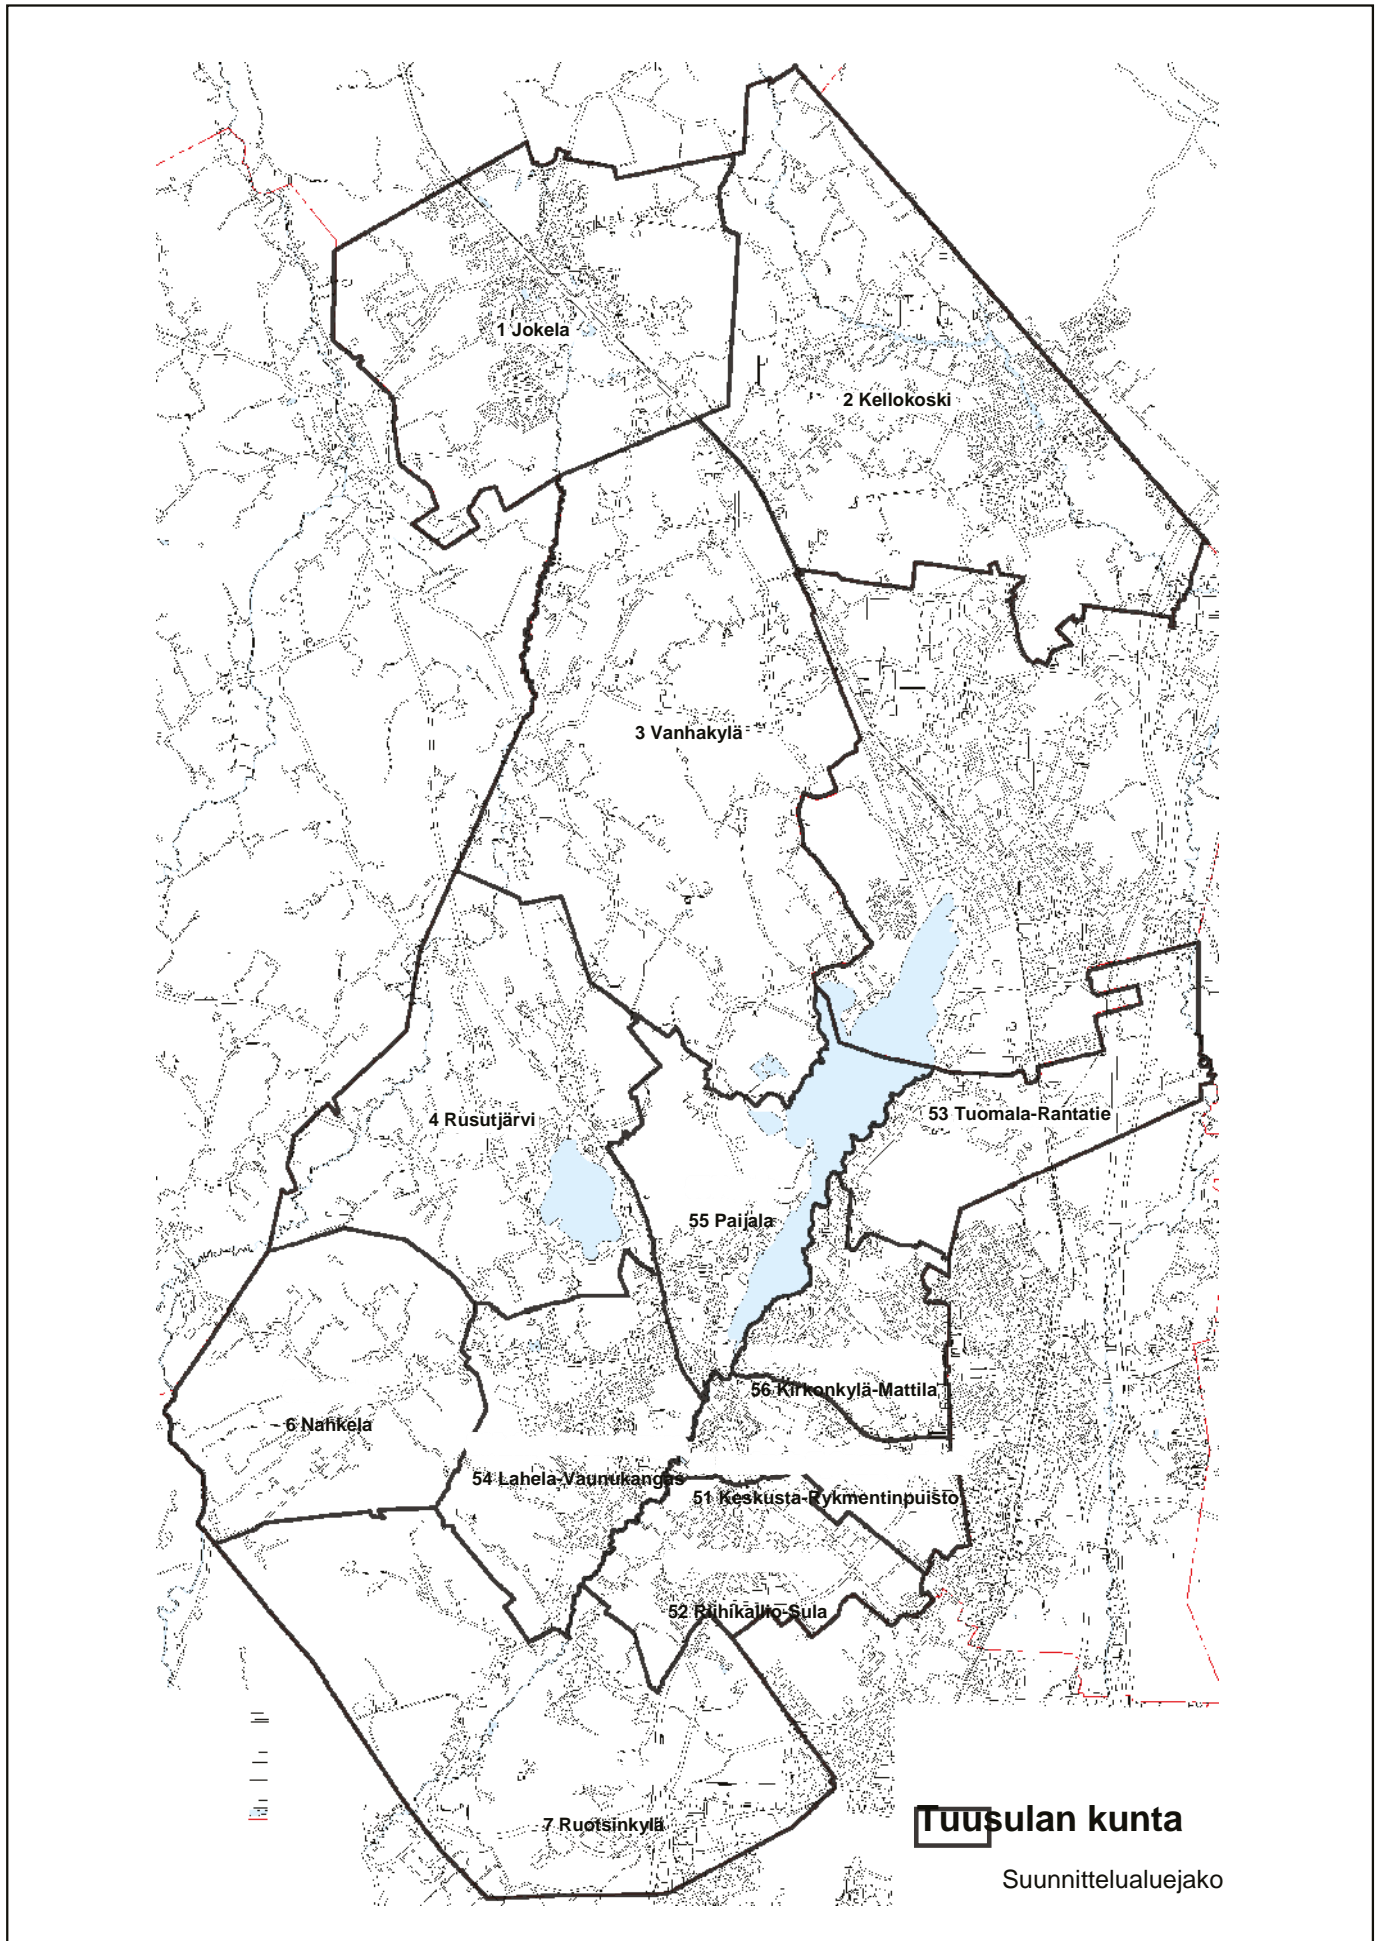 1 Jokela
2 Kellokoski
3 Vanhakylä
4 Rusutjärvi
53 Tuomala-Rantatie
55 Paijala
56 Kirkonkylä-Mattila
6 Nahkela
54 Lahela-Vaunukangas
51 Keskusta-Rykmentinpuisto
52 Riihikallio-Sula
7 Ruotsinkylä
Tuusulan kunta
Suunnittelualuejako